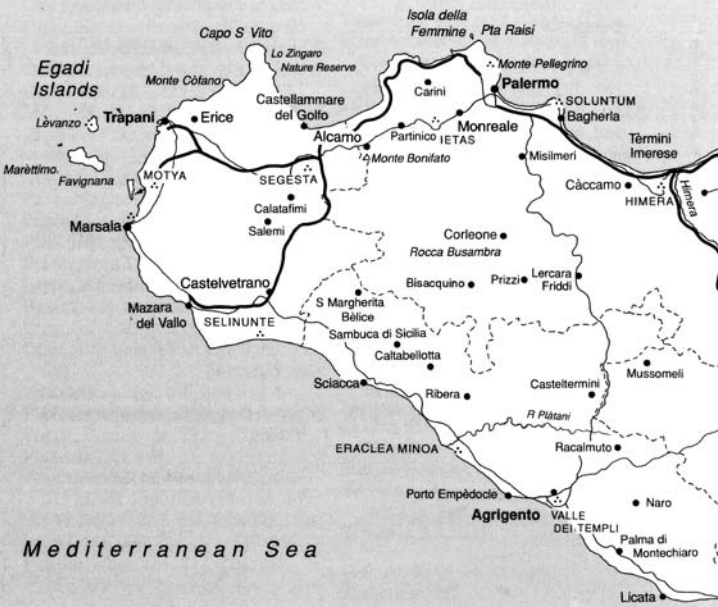 Isola della
Femmine
Pta Raisi
Capo S Vito
Lo Zingaro
Nature Reserve
Monte Pellegrino
Egadi
Islands
Monte Còfano
Palermo
Carini
SOLUNTUM
Castellammare
del Golfo
Lèvanzo
Tràpani
Erice
Bagherla
Alcamo
Partinico
IETAS
Monreale
Tèrmini
Imerese
Marèttimo
Monte Bonifato
Misilmeri
Favignana
MOTYA
SEGESTA
Càccamo
HIMERA
Himera
Calatafimi
Salemi
Marsala
Corleone
Rocca Busambra
Castelvetrano
Bisacquino
Prizzi
Lercara
Friddi
Mazara
del Vallo
S Margherita
Bèlice
SELINUNTE
Sambuca di Sicilia
Caltabellotta
Mussomeli
Sciacca
Ribera
Casteltermini
R Plàtani
ERACLEA MINOA
Racalmuto
Porto Empèdocle
Naro
Agrigento
VALLE
DEI TEMPLI
Mediterranean Sea
Palma di
Montechiaro
Licata